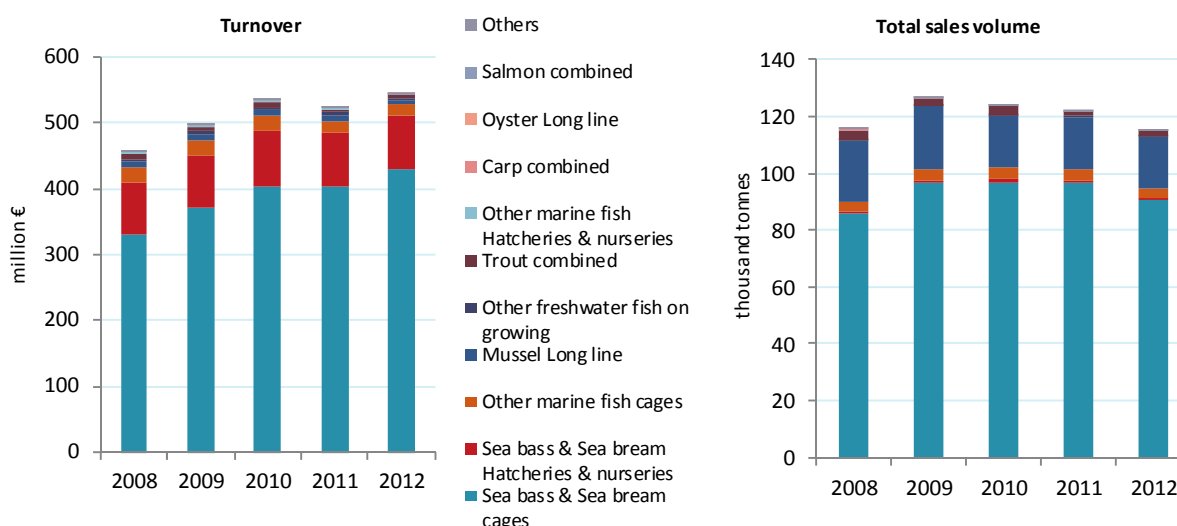 Turnover
600
500
400
300
200
100
0
million €
2008 2009 2010 2011 2012
Others
Salmon combined
Oyster Long line
Carp combined
Other marine fish
Hatcheries & nurseries
Trout combined
Other freshwater fish on
growing
Mussel Long line
Other marine fish cages
Sea bass & Sea bream
Hatcheries & nurseries
Sea bass & Sea bream
cages
Total sales volume
140
120
100
80
60
40
20
0
thousand tonnes
2008 2009 2010 2011 2012